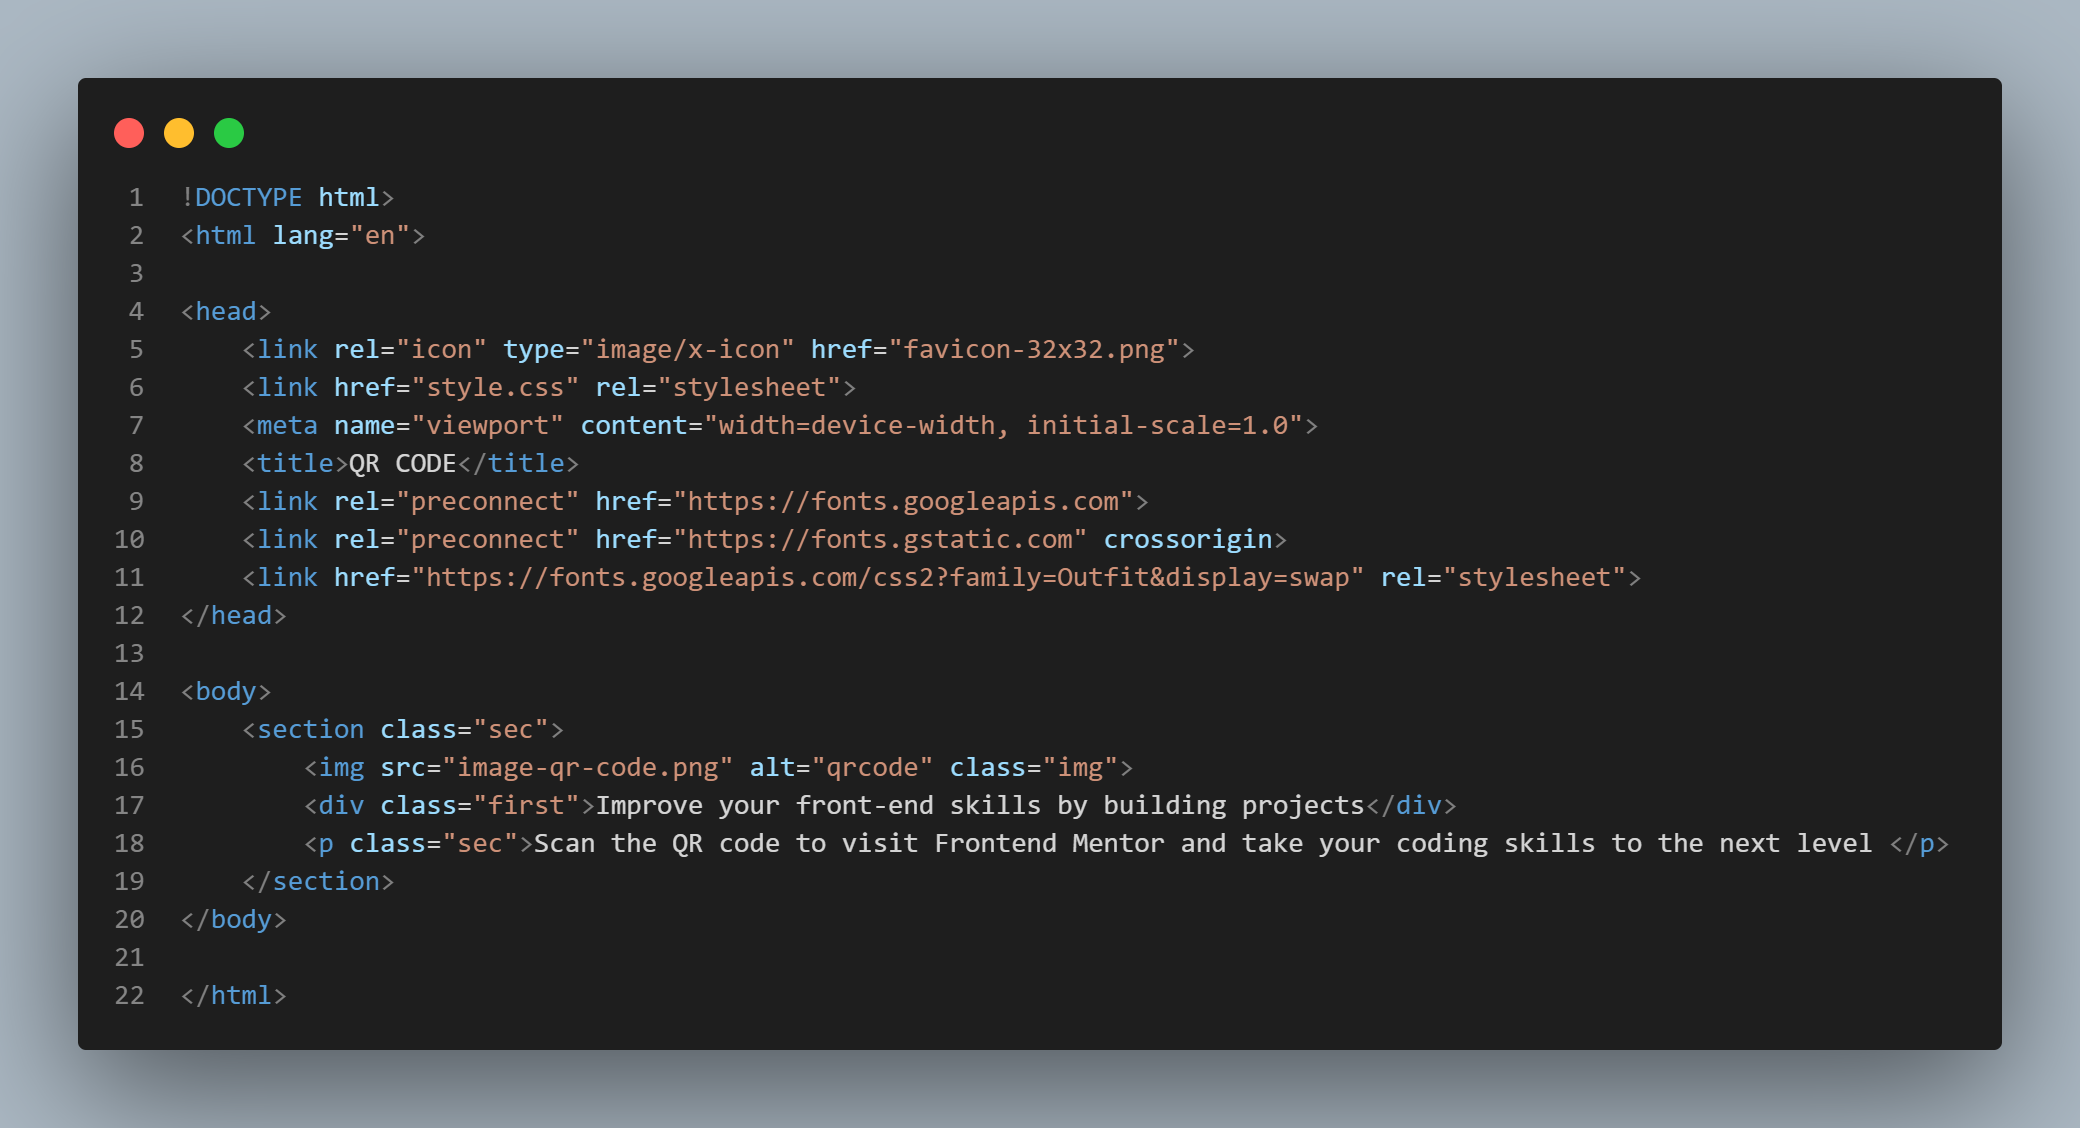 1 !DOCTYPE html>
2 <html lang="en">
3
4 <head>
5     <link rel="icon" type="image/x-icon" href="favicon-32x32.png">
6     <link href="style.css" rel="stylesheet">
7     <meta name="viewport" content="width=device-width, initial-scale=1.0">
8     <title>QR CODE</title>
9     <link rel="preconnect" href="https://fonts.googleapis.com">
10     <link rel="preconnect" href="https://fonts.gstatic.com" crossorigin>
11     <link href="https://fonts.googleapis.com/css2?family=Outfit&display=swap" rel="stylesheet">
12 </head>
13
14 <body>
15     <section class="sec">
16         <img src="image-qr-code.png" alt="qrcode" class="img">
17         <div class="first">Improve your front-end skills by building projects</div>
18         <p class="sec">Scan the QR code to visit Frontend Mentor and take your coding skills to the next level </p>
19     </section>
20 </body>
21
22 </html>